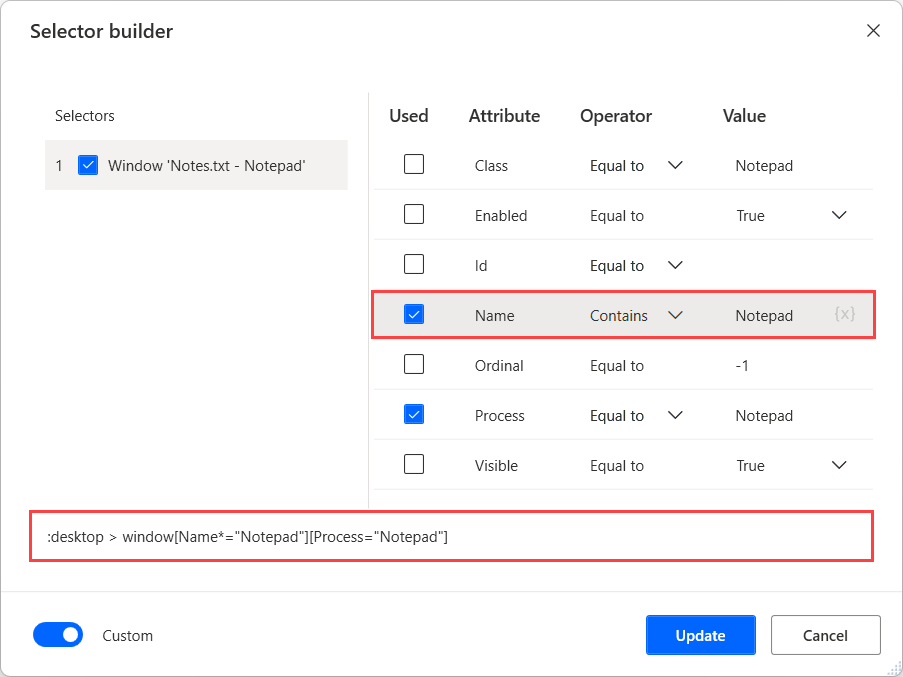 Selector builder
Selectors
1 Window 'Notes.txt - Notepad'
Used Attribute Operator Value
Class Equal to Notepad
Enabled Equal to True
Id Equal to
Name Contains Notepad {x}
Ordinal Equal to -1
Process Equal to Notepad
Visible Equal to True
:desktop > window[Name*="Notepad"][Process="Notepad"]
Custom Update Cancel